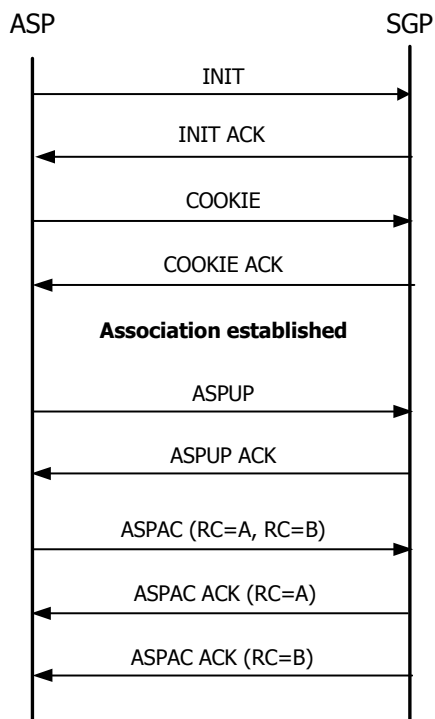 ASP
SGP
INIT
INIT ACK
COOKIE
COOKIE ACK
Association established
ASPUP
ASPUP ACK
ASPAC (RC=A, RC=B)
ASPAC ACK (RC=A)
ASPAC ACK (RC=B)